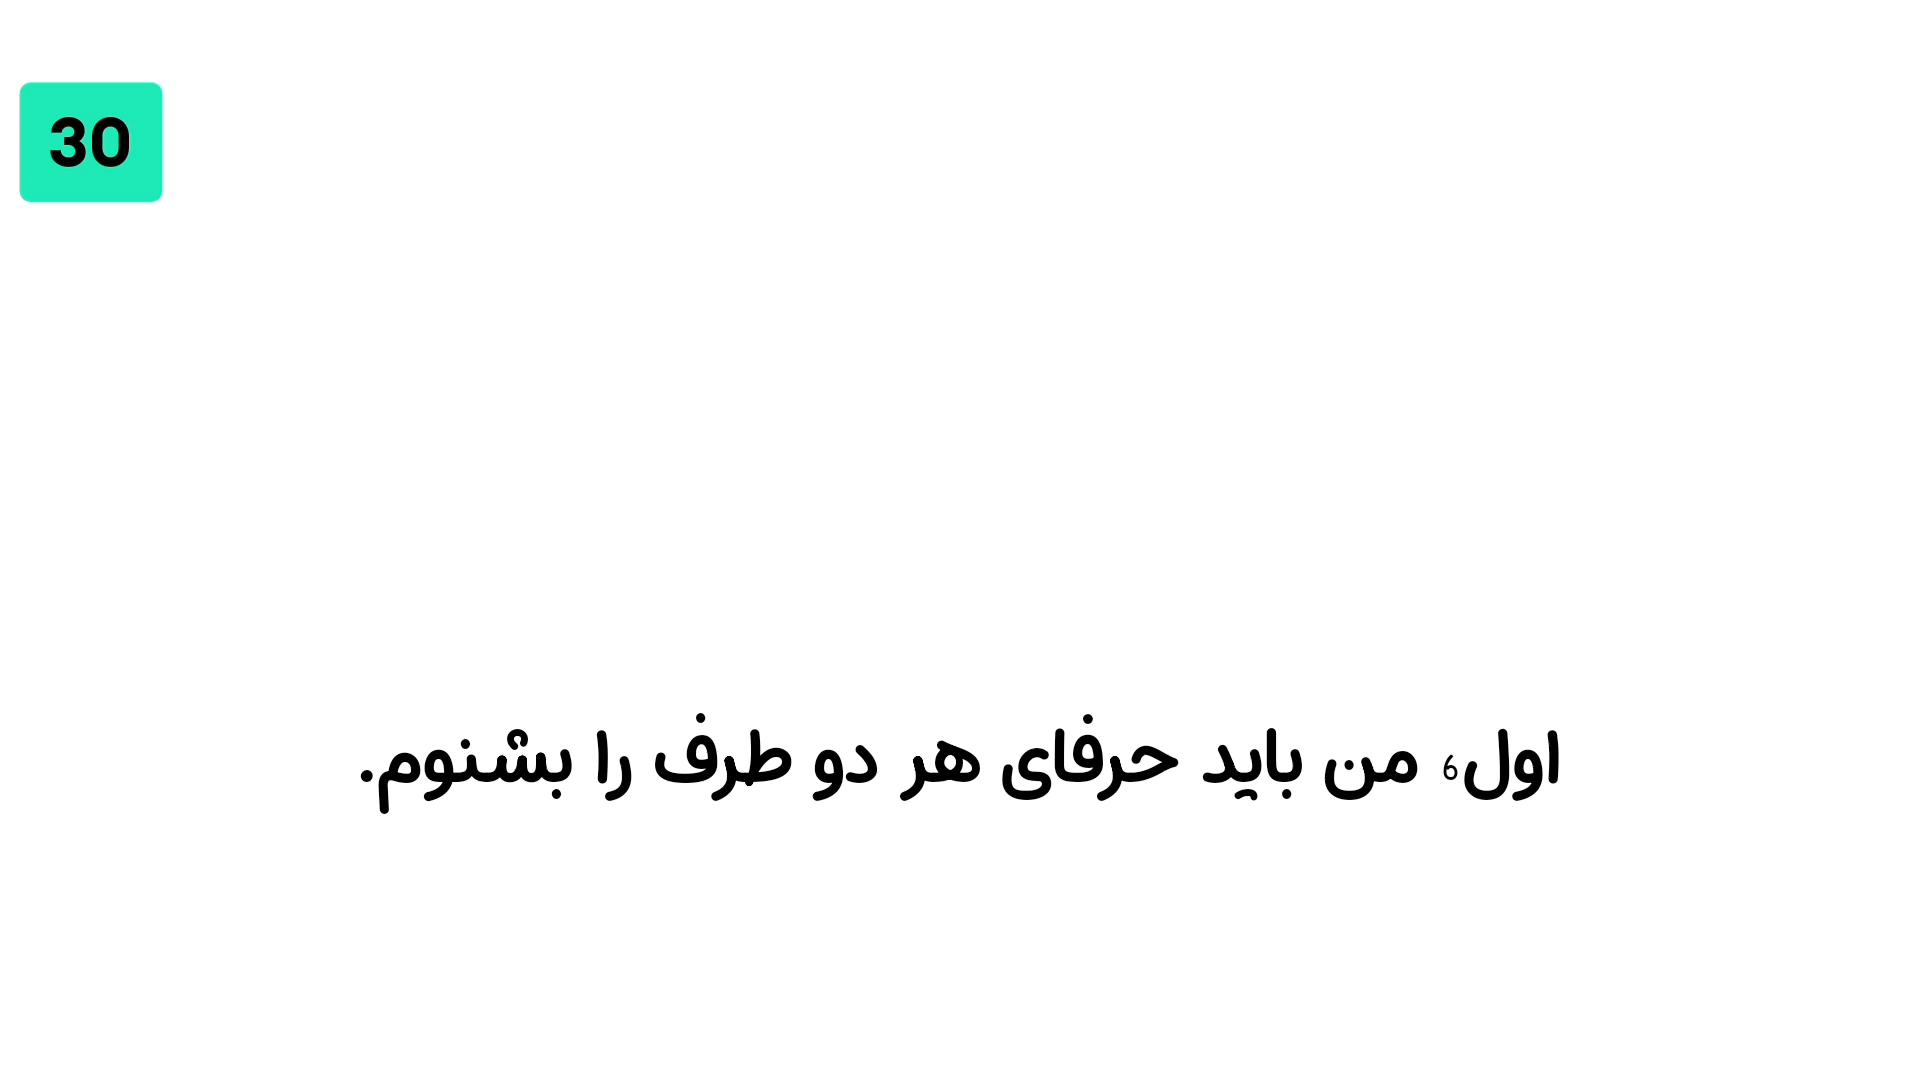 30
اول، من باید حرفای هر دو طرف را بشنوم.